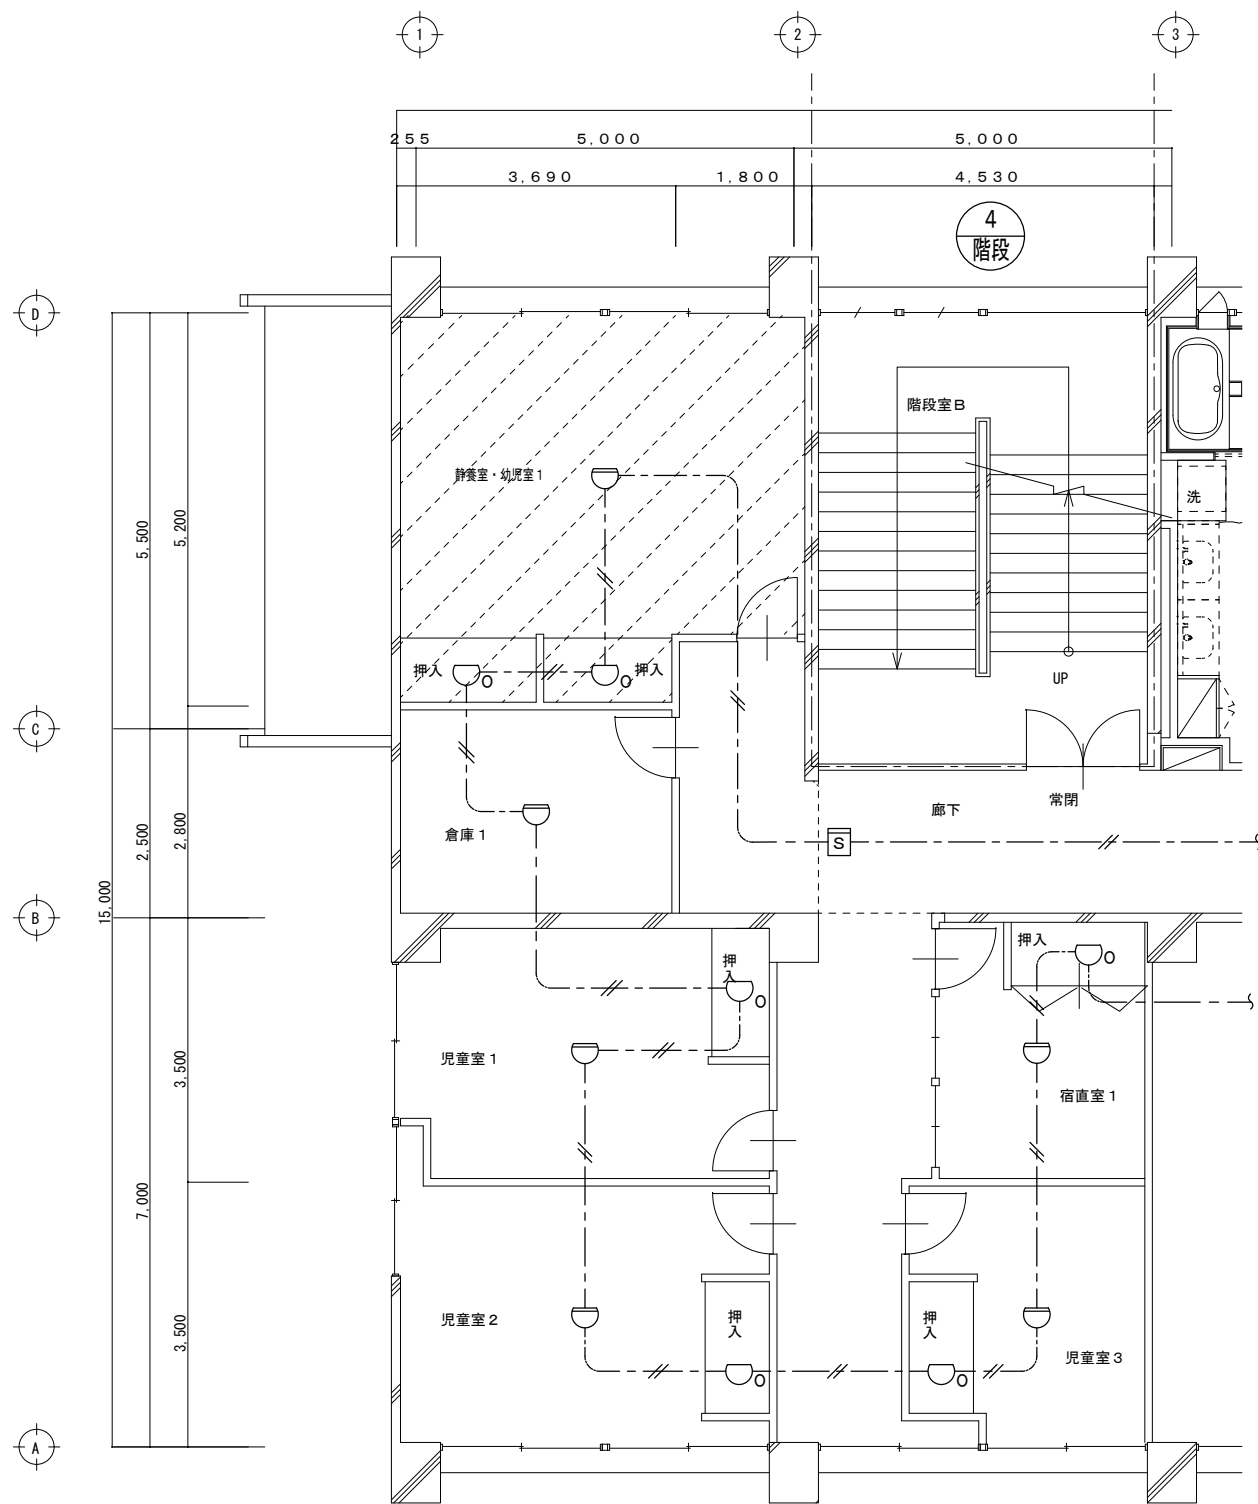 1
2
3
255
5,000
5,000
3,690
1,800
4,530
4
階段
D
階段室B
静養室・幼児室1
洗
5,500
5,200
押入
O
O
押入
UP
C
廊下
常閉
倉庫1
S
2,500
2,800
15,000
B
押入
O
押入
O
児童室1
3,500
宿直室1
7,000
児童室2
押入
押入
3,500
児童室3
O
O
A